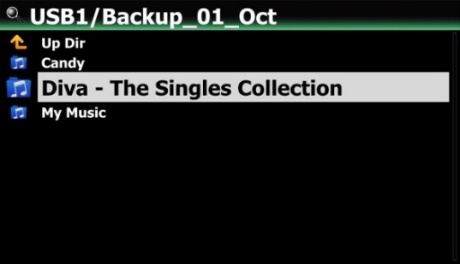 USB1/Backup_01_Oct
Up Dir
Candy
Diva - The Singles Collection
My Music